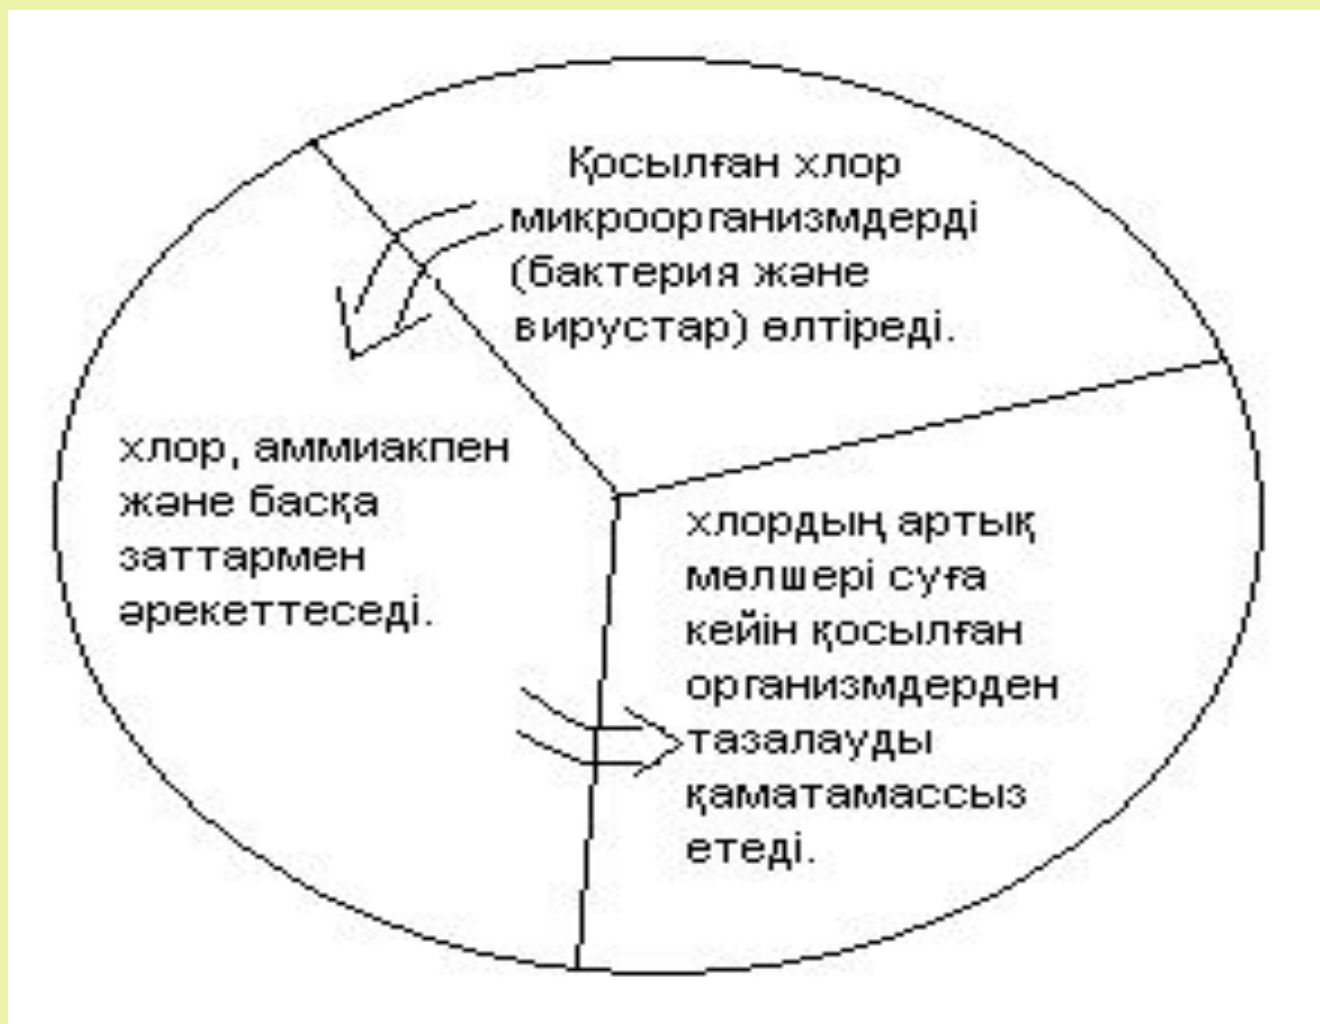 Қосылған хлор
микроорганизмдерді
(бактерия және
вирустар) өлтіреді.
хлор, аммиакпен
және басқа
заттармен
әрекеттеседі.
хлордың артық
мөлшері суға
кейін қосылған
организмдерден
тазалауды
қаматамассыз
етеді.